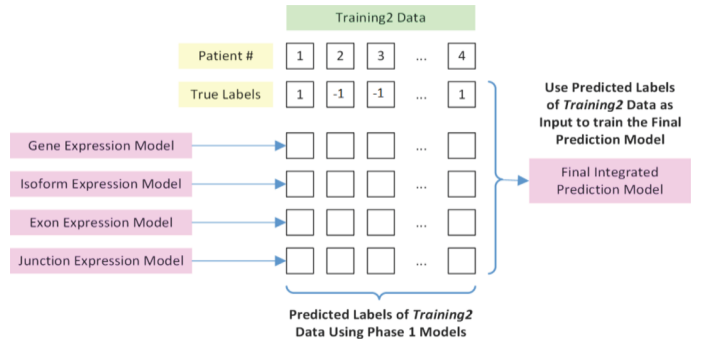 Training2 Data
Patient # 1 2 3 ... 4
True Labels 1 -1 -1 ... 1
Gene Expression Model ...
Isoform Expression Model ...
Exon Expression Model ...
Junction Expression Model ...
Predicted Labels of Training2
Data Using Phase 1 Models
Use Predicted Labels
of Training2 Data as
Input to train the Final
Prediction Model
Final Integrated
Prediction Model